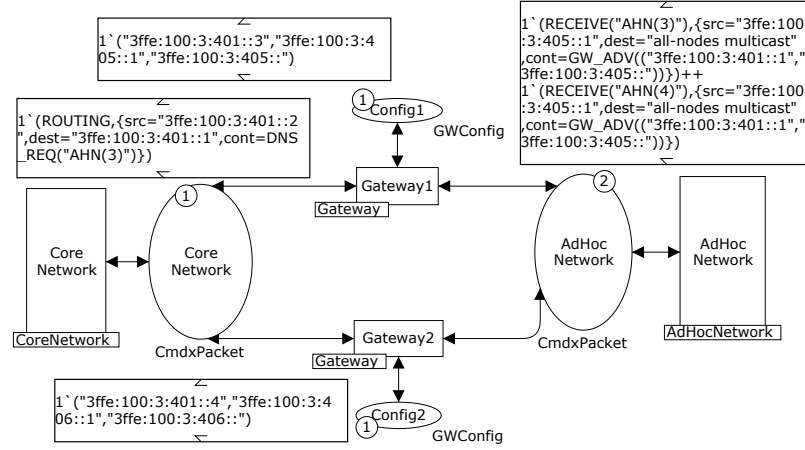 1`("3ffe:100:3:401::3","3ffe:100:3:4
05::1","3ffe:100:3:405::")
1`(RECEIVE("AHN(3)"),{src="3ffe:100
:3:405::1",dest="all-nodes multicast"
,cont=GW_ADV(("3ffe:100:3:401::1","
3ffe:100:3:405::"))})++
1`(RECEIVE("AHN(4)"),{src="3ffe:100
:3:405::1",dest="all-nodes multicast"
,cont=GW_ADV(("3ffe:100:3:401::1","
3ffe:100:3:405::"))})
1`(ROUTING,{src="3ffe:100:3:401::2
",dest="3ffe:100:3:401::1",cont=DNS
_REQ("AHN(3)")})
1
Config1
GWConfig
Gateway1
Gateway
1
2
Core
Network
CoreNetwork
Core
Network
CmdxPacket
AdHoc
Network
CmdxPacket
AdHoc
Network
AdHocNetwork
Gateway2
Gateway
1`("3ffe:100:3:401::4","3ffe:100:3:4
06::1","3ffe:100:3:406::")
Config2
1
GWConfig